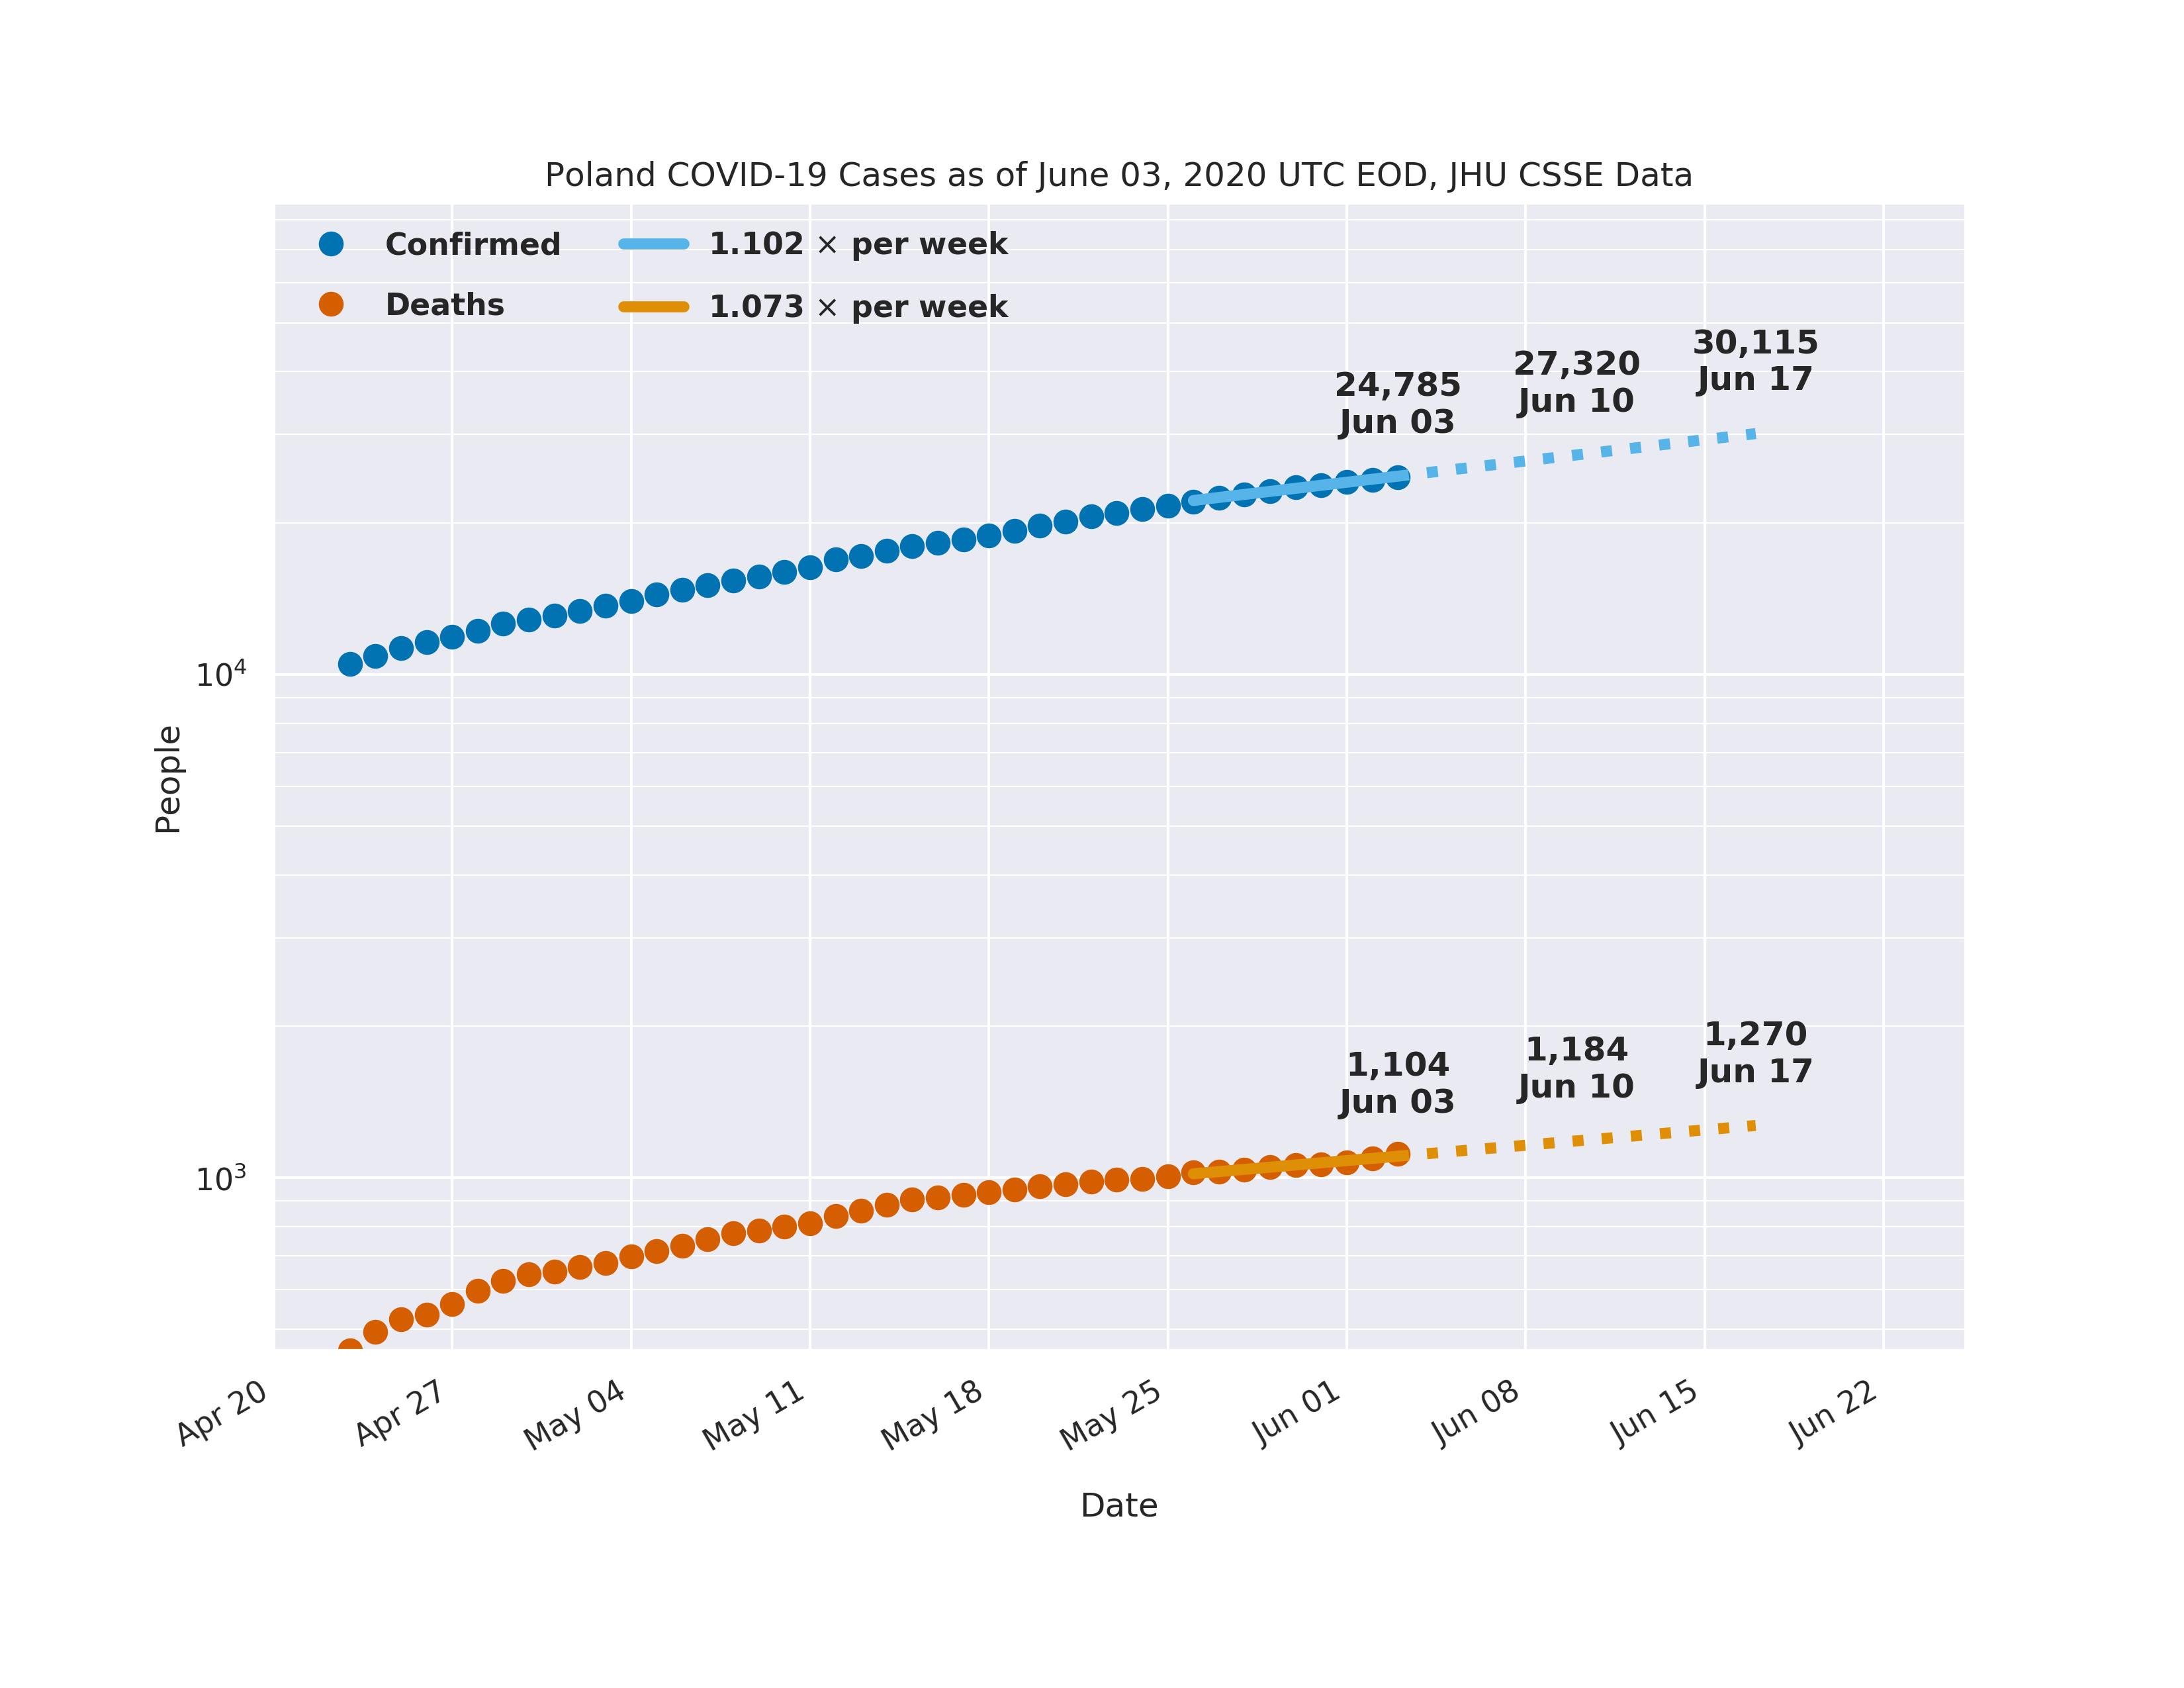 Poland COVID-19 Cases as of June 03, 2020 UTC EOD, JHU CSSE Data
Confirmed
Deaths
1.102 × per week
1.073 × per week
24,785
Jun 03
27,320
Jun 10
30,115
Jun 17
1,104
Jun 03
1,184
Jun 10
1,270
Jun 17
People
10⁴
10³
Apr 20
Apr 27
May 04
May 11
May 18
May 25
Jun 01
Jun 08
Jun 15
Jun 22
Date